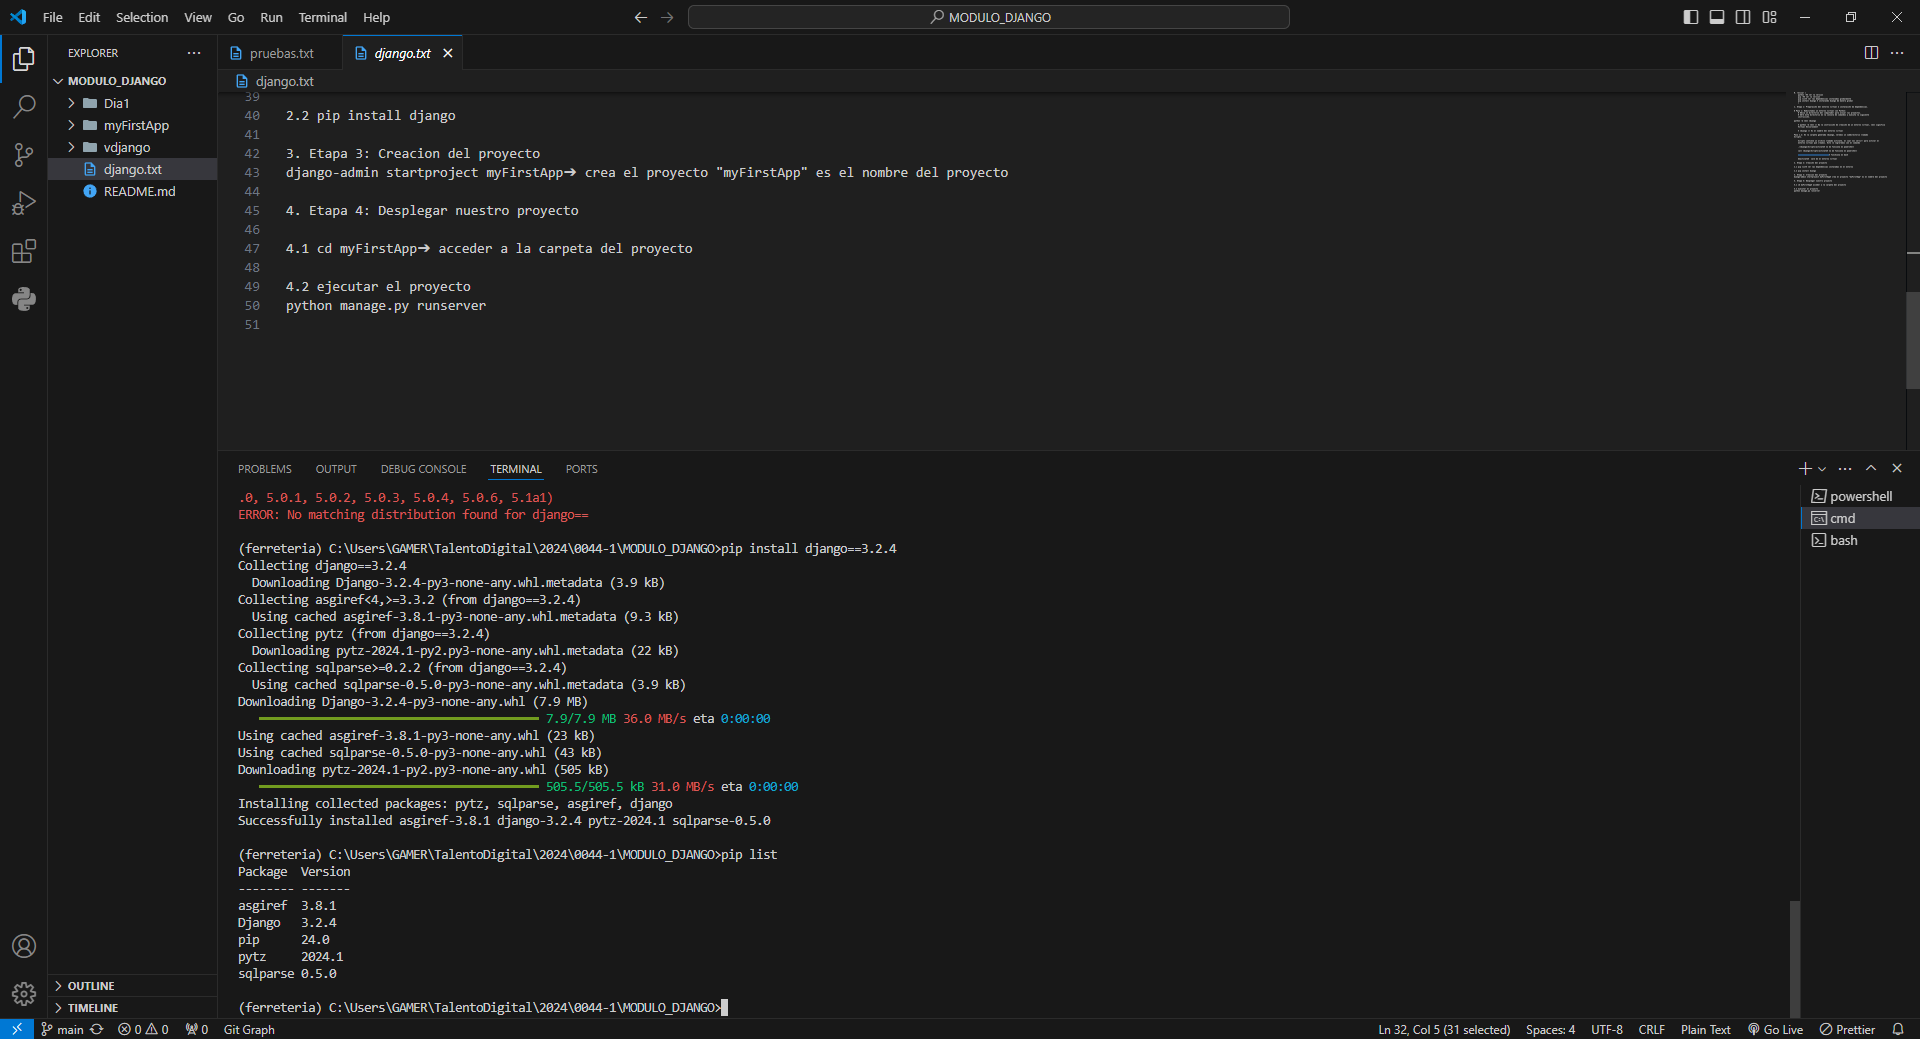 File Edit Selection View Go Run Terminal Help
MODULO_DJANGO
EXPLORER
MODULO_DJANGO
Dia1
myFirstApp
vdjango
django.txt
README.md
OUTLINE
TIMELINE
pruebas.txt
django.txt
django.txt
39
40 2.2 pip install django
41
42 3. Etapa 3: Creacion del proyecto
43 django-admin startproject myFirstApp→ crea el proyecto "myFirstApp" es el nombre del proyecto
44
45 4. Etapa 4: Desplegar nuestro proyecto
46
47 4.1 cd myFirstApp→ acceder a la carpeta del proyecto
48
49 4.2 ejecutar el proyecto
50 python manage.py runserver
51
PROBLEMS OUTPUT DEBUG CONSOLE TERMINAL PORTS
.0, 5.0.1, 5.0.2, 5.0.3, 5.0.4, 5.0.6, 5.1a1)
ERROR: No matching distribution found for django==
(ferreteria) C:\Users\GAMER\TalentoDigital\2024\0044-1\MODULO_DJANGO>pip install django==3.2.4
Collecting django==3.2.4
Downloading Django-3.2.4-py3-none-any.whl.metadata (3.9 kB)
Collecting asgiref<4,>=3.3.2 (from django==3.2.4)
Using cached asgiref-3.8.1-py3-none-any.whl.metadata (9.3 kB)
Collecting pytz (from django==3.2.4)
Downloading pytz-2024.1-py2.py3-none-any.whl.metadata (22 kB)
Collecting sqlparse>=0.2.2 (from django==3.2.4)
Using cached sqlparse-0.5.0-py3-none-any.whl.metadata (3.9 kB)
Downloading Django-3.2.4-py3-none-any.whl (7.9 MB)
7.9/7.9 MB 36.0 MB/s eta 0:00:00
Using cached asgiref-3.8.1-py3-none-any.whl (23 kB)
Using cached sqlparse-0.5.0-py3-none-any.whl (43 kB)
Downloading pytz-2024.1-py2.py3-none-any.whl (505 kB)
505.5/505.5 kB 31.0 MB/s eta 0:00:00
Installing collected packages: pytz, sqlparse, asgiref, django
Successfully installed asgiref-3.8.1 django-3.2.4 pytz-2024.1 sqlparse-0.5.0
(ferreteria) C:\Users\GAMER\TalentoDigital\2024\0044-1\MODULO_DJANGO>pip list
Package Version
-------- -------
asgiref 3.8.1
Django 3.2.4
pip 24.0
pytz 2024.1
sqlparse 0.5.0
(ferreteria) C:\Users\GAMER\TalentoDigital\2024\0044-1\MODULO_DJANGO>
powershell
cmd
bash
main 0 0 0 Git Graph
Ln 32, Col 5 (31 selected) Spaces: 4 UTF-8 CRLF Plain Text Go Live Prettier